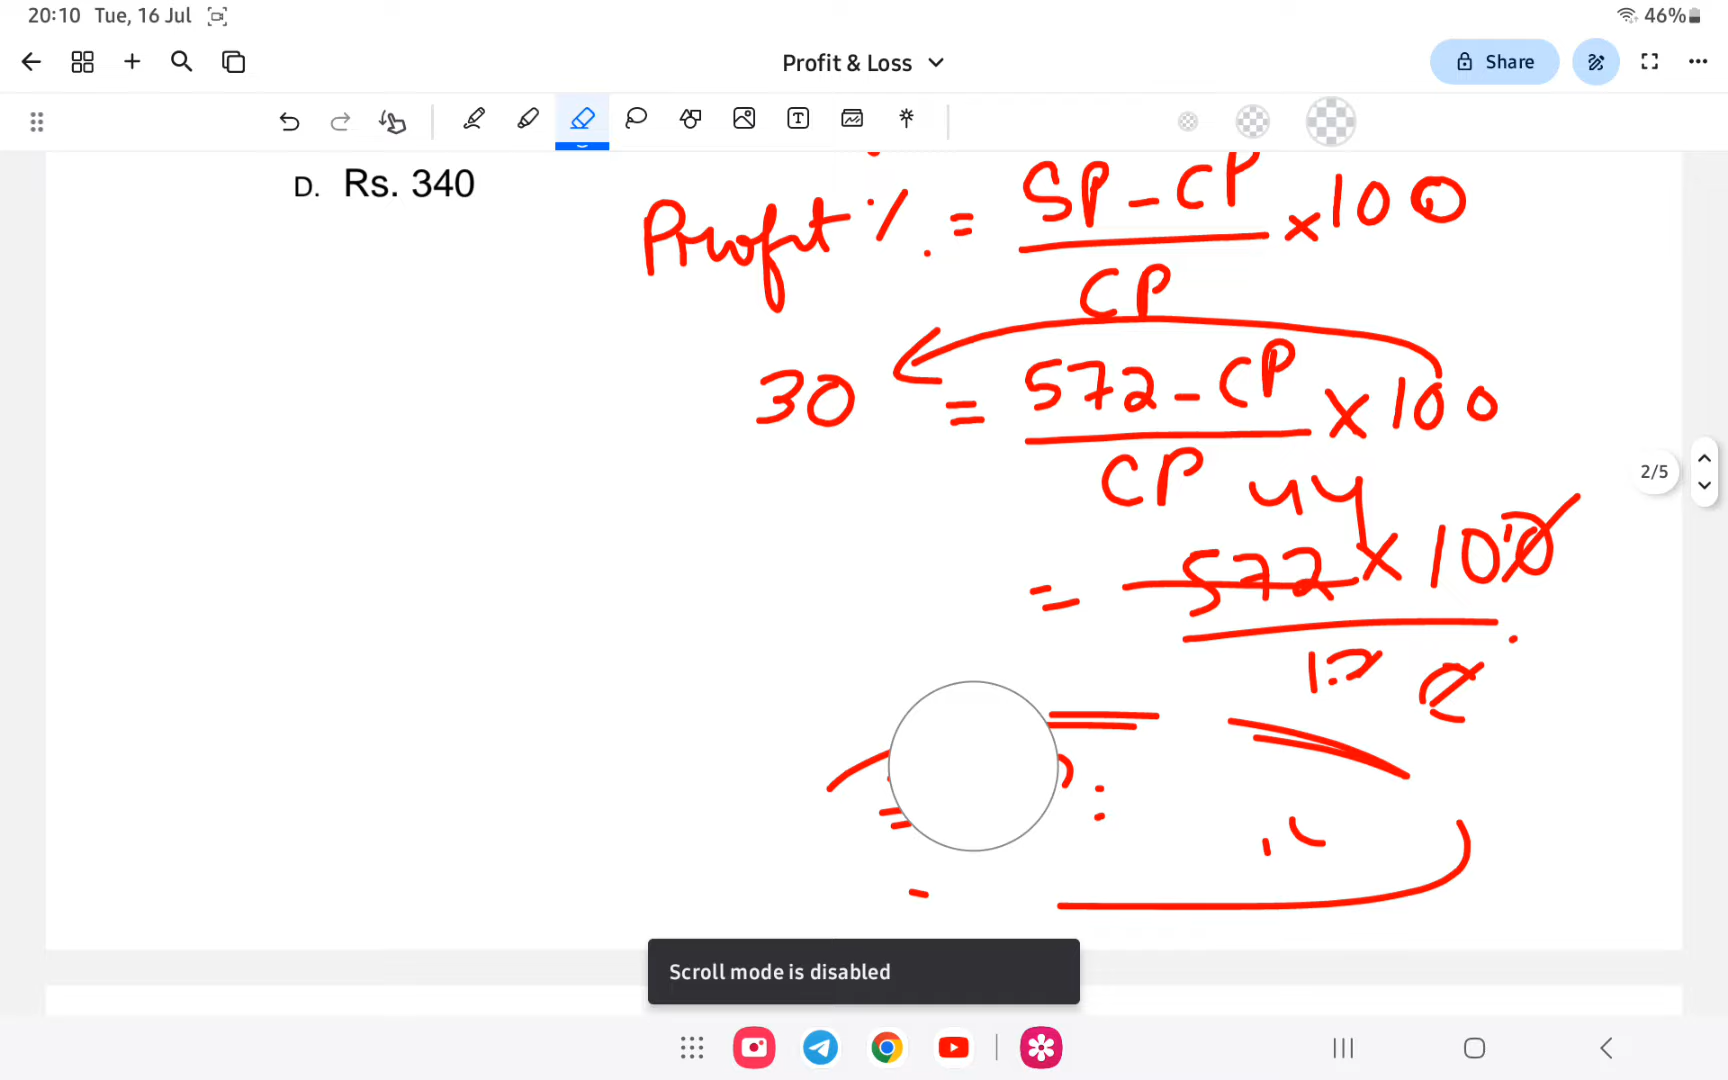 20:10 Tue, 16 Jul 46%
Profit & Loss
Share
D. Rs. 340
Profit % = SP - CP × 100
CP
30 = 572 - CP × 100
CP
2/5
44
= 572 × 100
Scroll mode is disabled